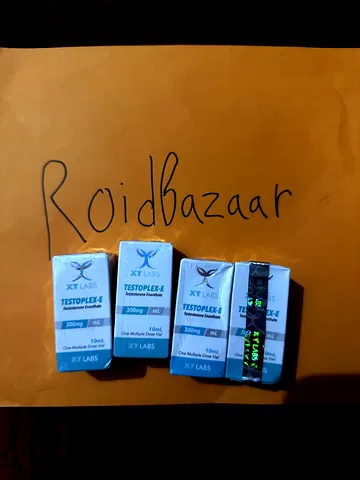 RoidBazaar
XT LABS
TESTOPLEX-E
Testosterone Enanthate
300mg mL
10mL
One Multiple Dose Vial
XT LABS
XT LABS
TESTOPLEX-E
Testosterone Enanthate
300mg mL
10mL
One Multiple Dose Vial
XT LABS
XT LABS
TESTOPLEX-E
Testosterone Enanthate
300mg mL
10mL
One Multiple Dose Vial
XT LABS
XT LABS